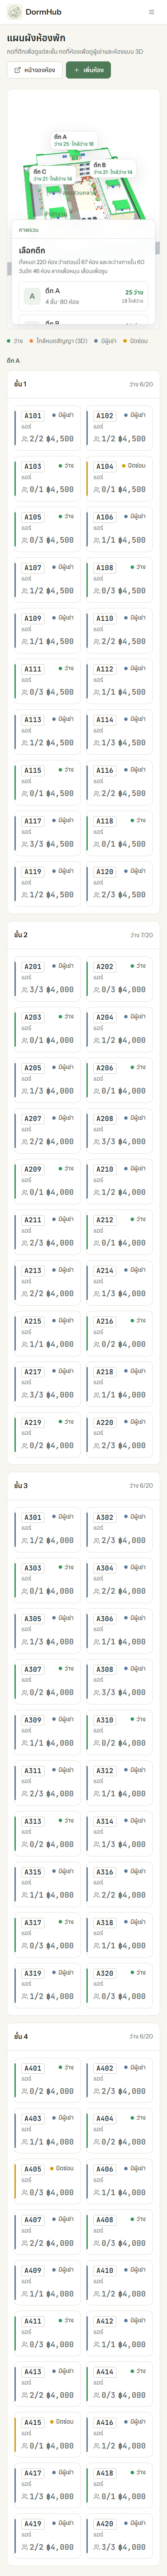 DormHub
แผนผังห้องพัก
กดที่ตึกเพื่อดูแต่ละชั้น กดที่ห้องเพื่อดูผู้เช่าและห้องแบบ 3D
หน้าจองห้อง
เพิ่มห้อง
ตึก A
ว่าง 25 · ใกล้ว่าง 18
ตึก B
ว่าง 21 · ใกล้ว่าง 14
ตึก C
ว่าง 21 · ใกล้ว่าง 14
ภาพรวม
เลือกตึก
ทั้งหมด 220 ห้อง ว่างตอนนี้ 67 ห้อง และจะว่างภายใน 60
วันอีก 46 ห้อง ลากเพื่อหมุน เลื่อนเพื่อซูม
A
ตึก A
4 ชั้น · 80 ห้อง
25 ว่าง
18 ใกล้ว่าง
ว่าง
ใกล้หมดสัญญา (3D)
มีผู้เช่า
ปิดซ่อม
ตึก A
ชั้น 1
ว่าง 6/20
A101 มีผู้เช่า
แอร์
2/2 ฿4,500
A102 มีผู้เช่า
แอร์
1/2 ฿4,500
A103 ว่าง
แอร์
0/1 ฿4,500
A104 ปิดซ่อม
แอร์
0/1 ฿4,500
A105 ว่าง
แอร์
0/3 ฿4,500
A106 มีผู้เช่า
แอร์
1/1 ฿4,500
A107 มีผู้เช่า
แอร์
1/2 ฿4,500
A108 ว่าง
แอร์
0/3 ฿4,500
A109 มีผู้เช่า
แอร์
1/1 ฿4,500
A110 มีผู้เช่า
แอร์
2/2 ฿4,500
A111 ว่าง
แอร์
0/3 ฿4,500
A112 มีผู้เช่า
แอร์
1/1 ฿4,500
A113 มีผู้เช่า
แอร์
1/2 ฿4,500
A114 มีผู้เช่า
แอร์
1/3 ฿4,500
A115 ว่าง
แอร์
0/1 ฿4,500
A116 มีผู้เช่า
แอร์
2/2 ฿4,500
A117 มีผู้เช่า
แอร์
3/3 ฿4,500
A118 ว่าง
แอร์
0/1 ฿4,500
A119 มีผู้เช่า
แอร์
1/2 ฿4,500
A120 มีผู้เช่า
แอร์
2/3 ฿4,500
ชั้น 2
ว่าง 7/20
A201 มีผู้เช่า
แอร์
3/3 ฿4,000
A202 ว่าง
แอร์
0/3 ฿4,000
A203 ว่าง
แอร์
0/1 ฿4,000
A204 มีผู้เช่า
แอร์
1/2 ฿4,000
A205 มีผู้เช่า
แอร์
1/3 ฿4,000
A206 ว่าง
แอร์
0/1 ฿4,000
A207 มีผู้เช่า
แอร์
2/2 ฿4,000
A208 มีผู้เช่า
แอร์
3/3 ฿4,000
A209 ว่าง
แอร์
0/1 ฿4,000
A210 มีผู้เช่า
แอร์
1/2 ฿4,000
A211 มีผู้เช่า
แอร์
2/3 ฿4,000
A212 ว่าง
แอร์
0/1 ฿4,000
A213 มีผู้เช่า
แอร์
2/2 ฿4,000
A214 มีผู้เช่า
แอร์
1/3 ฿4,000
A215 มีผู้เช่า
แอร์
1/1 ฿4,000
A216 ว่าง
แอร์
0/2 ฿4,000
A217 มีผู้เช่า
แอร์
3/3 ฿4,000
A218 มีผู้เช่า
แอร์
1/1 ฿4,000
A219 ว่าง
แอร์
0/2 ฿4,000
A220 มีผู้เช่า
แอร์
2/3 ฿4,000
ชั้น 3
ว่าง 6/20
A301 มีผู้เช่า
แอร์
1/2 ฿4,000
A302 มีผู้เช่า
แอร์
2/3 ฿4,000
A303 ว่าง
แอร์
0/1 ฿4,000
A304 มีผู้เช่า
แอร์
2/2 ฿4,000
A305 มีผู้เช่า
แอร์
1/3 ฿4,000
A306 มีผู้เช่า
แอร์
1/1 ฿4,000
A307 ว่าง
แอร์
0/2 ฿4,000
A308 มีผู้เช่า
แอร์
3/3 ฿4,000
A309 มีผู้เช่า
แอร์
1/1 ฿4,000
A310 ว่าง
แอร์
0/2 ฿4,000
A311 มีผู้เช่า
แอร์
2/3 ฿4,000
A312 มีผู้เช่า
แอร์
1/1 ฿4,000
A313 ว่าง
แอร์
0/2 ฿4,000
A314 มีผู้เช่า
แอร์
1/3 ฿4,000
A315 มีผู้เช่า
แอร์
1/1 ฿4,000
A316 มีผู้เช่า
แอร์
2/2 ฿4,000
A317 ว่าง
แอร์
0/3 ฿4,000
A318 มีผู้เช่า
แอร์
1/1 ฿4,000
A319 มีผู้เช่า
แอร์
1/2 ฿4,000
A320 ว่าง
แอร์
0/3 ฿4,000
ชั้น 4
ว่าง 6/20
A401 ว่าง
แอร์
0/2 ฿4,000
A402 มีผู้เช่า
แอร์
2/3 ฿4,000
A403 มีผู้เช่า
แอร์
1/1 ฿4,000
A404 ว่าง
แอร์
0/2 ฿4,000
A405 ปิดซ่อม
แอร์
0/3 ฿4,000
A406 มีผู้เช่า
แอร์
1/1 ฿4,000
A407 มีผู้เช่า
แอร์
2/2 ฿4,000
A408 ว่าง
แอร์
0/3 ฿4,000
A409 มีผู้เช่า
แอร์
1/1 ฿4,000
A410 มีผู้เช่า
แอร์
1/2 ฿4,000
A411 ว่าง
แอร์
0/3 ฿4,000
A412 มีผู้เช่า
แอร์
1/1 ฿4,000
A413 มีผู้เช่า
แอร์
2/2 ฿4,000
A414 ว่าง
แอร์
0/3 ฿4,000
A415 ปิดซ่อม
แอร์
0/1 ฿4,000
A416 มีผู้เช่า
แอร์
1/2 ฿4,000
A417 มีผู้เช่า
แอร์
1/3 ฿4,000
A418 ว่าง
แอร์
0/1 ฿4,000
A419 มีผู้เช่า
แอร์
2/2 ฿4,000
A420 มีผู้เช่า
แอร์
3/3 ฿4,000